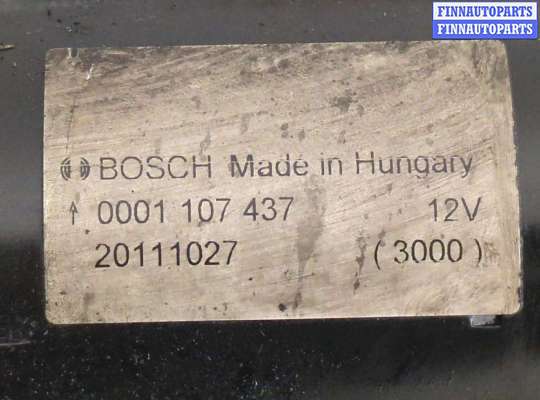 FINNAUTOPARTS
FINNAUTOPARTS
BOSCH Made in Hungary
↑ 0001 107 437 12V
20111027 (3000)